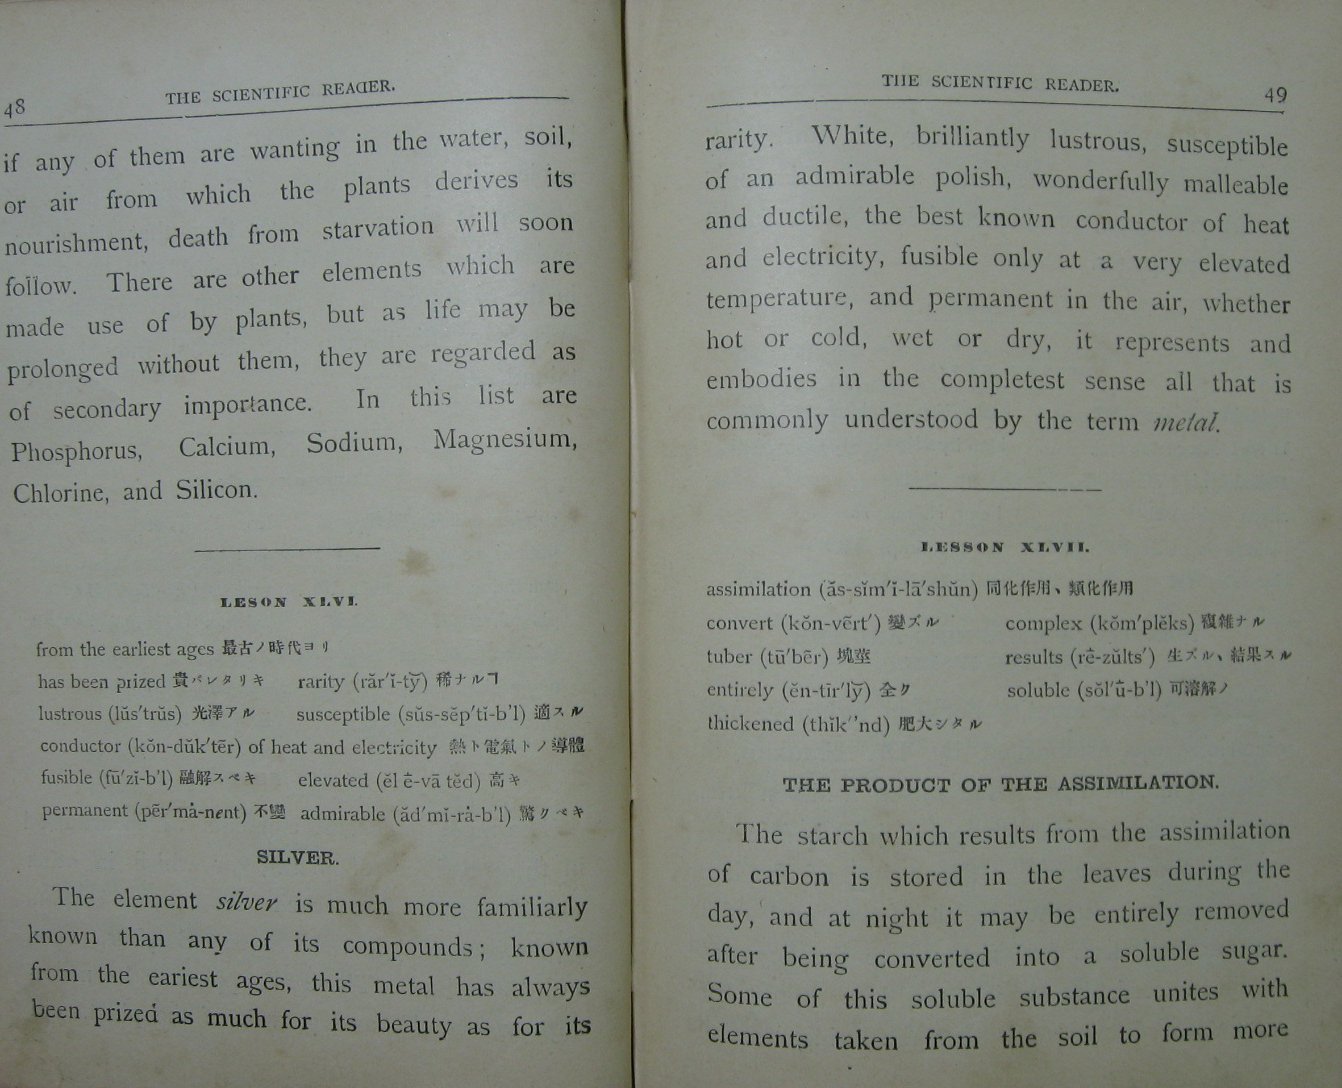 48
THE SCIENTIFIC READER.
if any of them are wanting in the water, soil,
or air from which the plants derives its
nourishment, death from starvation will soon
follow. There are other elements which are
made use of by plants, but as life may be
prolonged without them, they are regarded as
of secondary importance. In this list are
Phosphorus, Calcium, Sodium, Magnesium,
Chlorine, and Silicon.
LESON XLVI.
from the earliest ages 最古ノ時代ヨリ
has been prized 貴バレタリキ rarity (răr′ĭ-ty̆) 稀ナルヿ
lustrous (lŭs′trŭs) 光澤アル susceptible (sŭs-sĕp′tĭ-b'l) 適スル
conductor (kŏn-dŭk′tẽr) of heat and electricity 熱ト電氣トノ導體
fusible (fū′zĭ-b'l) 融解スベキ elevated (ĕl ė-vā tĕd) 高キ
permanent (pẽr′mȧ-nent) 不變 admirable (ăd′mĭ-rȧ-b'l) 驚クベキ
SILVER.
The element silver is much more familiarly
known than any of its compounds; known
from the eariest ages, this metal has always
been prized as much for its beauty as for its
THE SCIENTIFIC READER.
49
rarity. White, brilliantly lustrous, susceptible
of an admirable polish, wonderfully malleable
and ductile, the best known conductor of heat
and electricity, fusible only at a very elevated
temperature, and permanent in the air, whether
hot or cold, wet or dry, it represents and
embodies in the completest sense all that is
commonly understood by the term metal.
LESSON XLVII.
assimilation (ăs-sĭm′ĭ-lā′shŭn) 同化作用、類化作用
convert (kŏn-vẽrt′) 變ズル complex (kŏm′plĕks) 複雜ナル
tuber (tū′bẽr) 塊莖 results (rė-zŭlts′) 生ズル、結果スル
entirely (ĕn-tīr′ly̆) 全ク soluble (sŏl′ŭ-b'l) 可溶解ノ
thickened (thĭk''nd) 肥大シタル
THE PRODUCT OF THE ASSIMILATION.
The starch which results from the assimilation
of carbon is stored in the leaves during the
day, and at night it may be entirely removed
after being converted into a soluble sugar.
Some of this soluble substance unites with
elements taken from the soil to form more